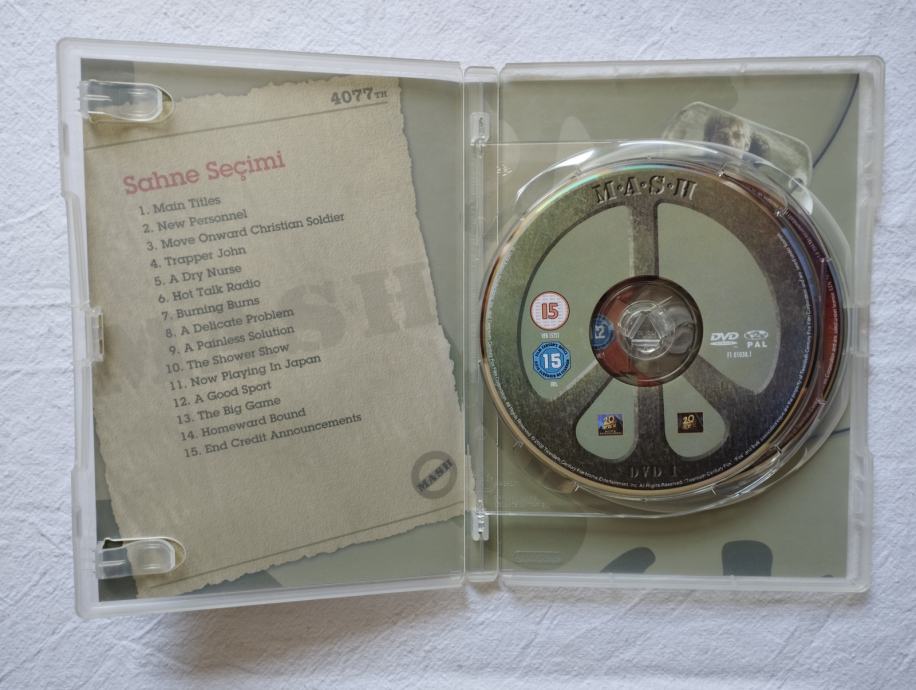 4077TH
Sahne Seçimi
1. Main Titles
2. New Personnel
3. Move Onward Christian Soldier
4. Trapper John
5. A Dry Nurse
6. Hot Talk Radio
7. Burning Burns
8. A Delicate Problem
9. A Painless Solution
10. The Shower Show
11. Now Playing In Japan
12. A Good Sport
13. The Big Game
14. Homeward Bound
15. End Credit Announcements
MASH
M·A·S·H
15
15
DVD
PAL
F1-01038.1
DVD 1